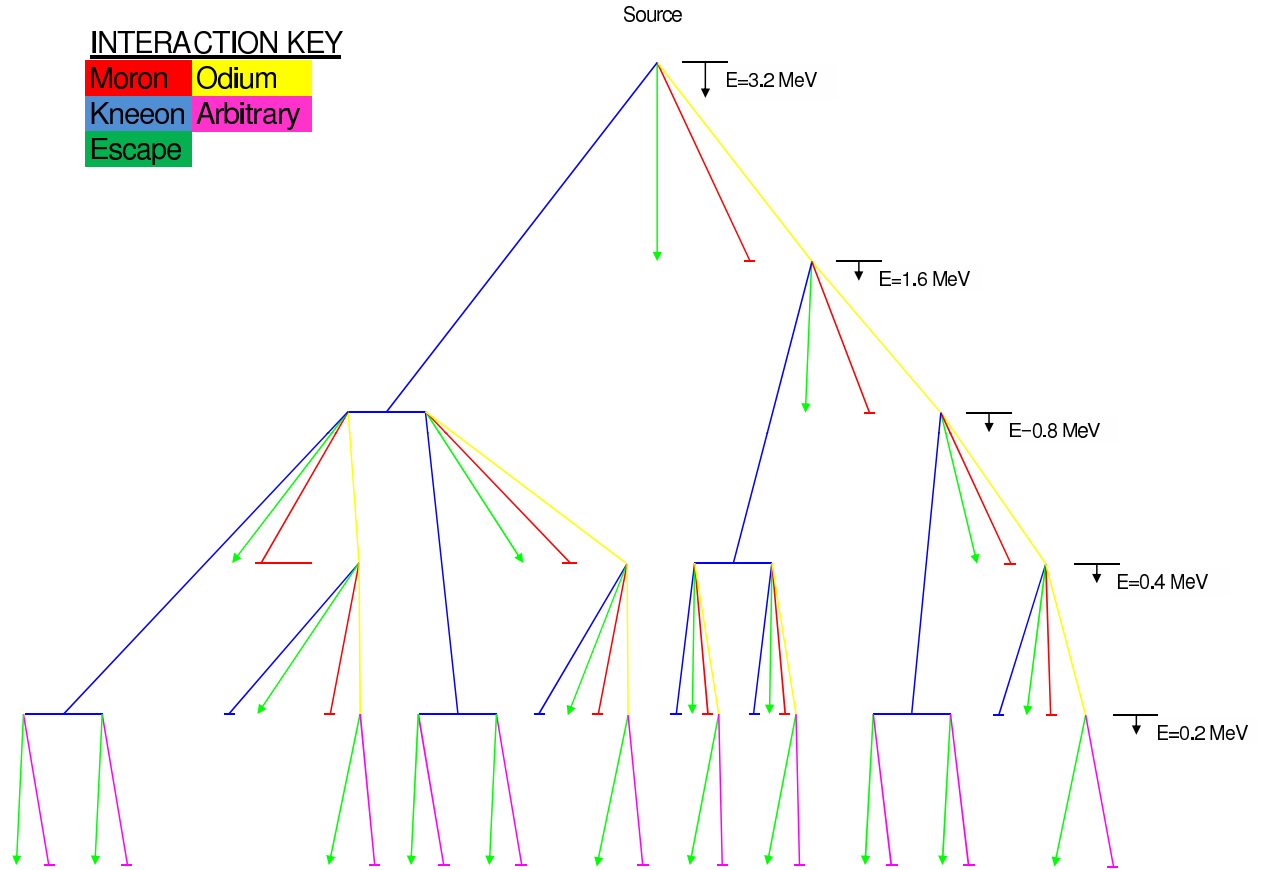 Source
INTERACTION KEY
Moron Odium
Kneeon Arbitrary
Escape
E=3.2 MeV
E=1.6 MeV
E−0.8 MeV
E=0.4 MeV
E=0.2 MeV